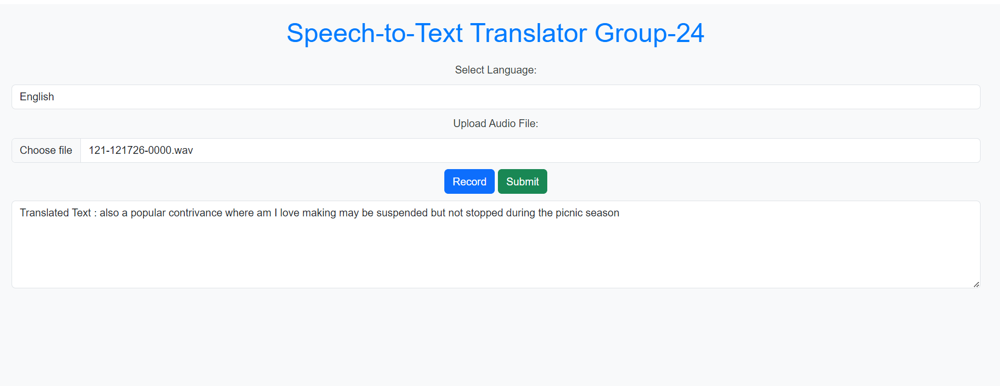 Speech-to-Text Translator Group-24
Select Language:
English
Upload Audio File:
Choose file 121-121726-0000.wav
Record Submit
Translated Text : also a popular contrivance where am I love making may be suspended but not stopped during the picnic season